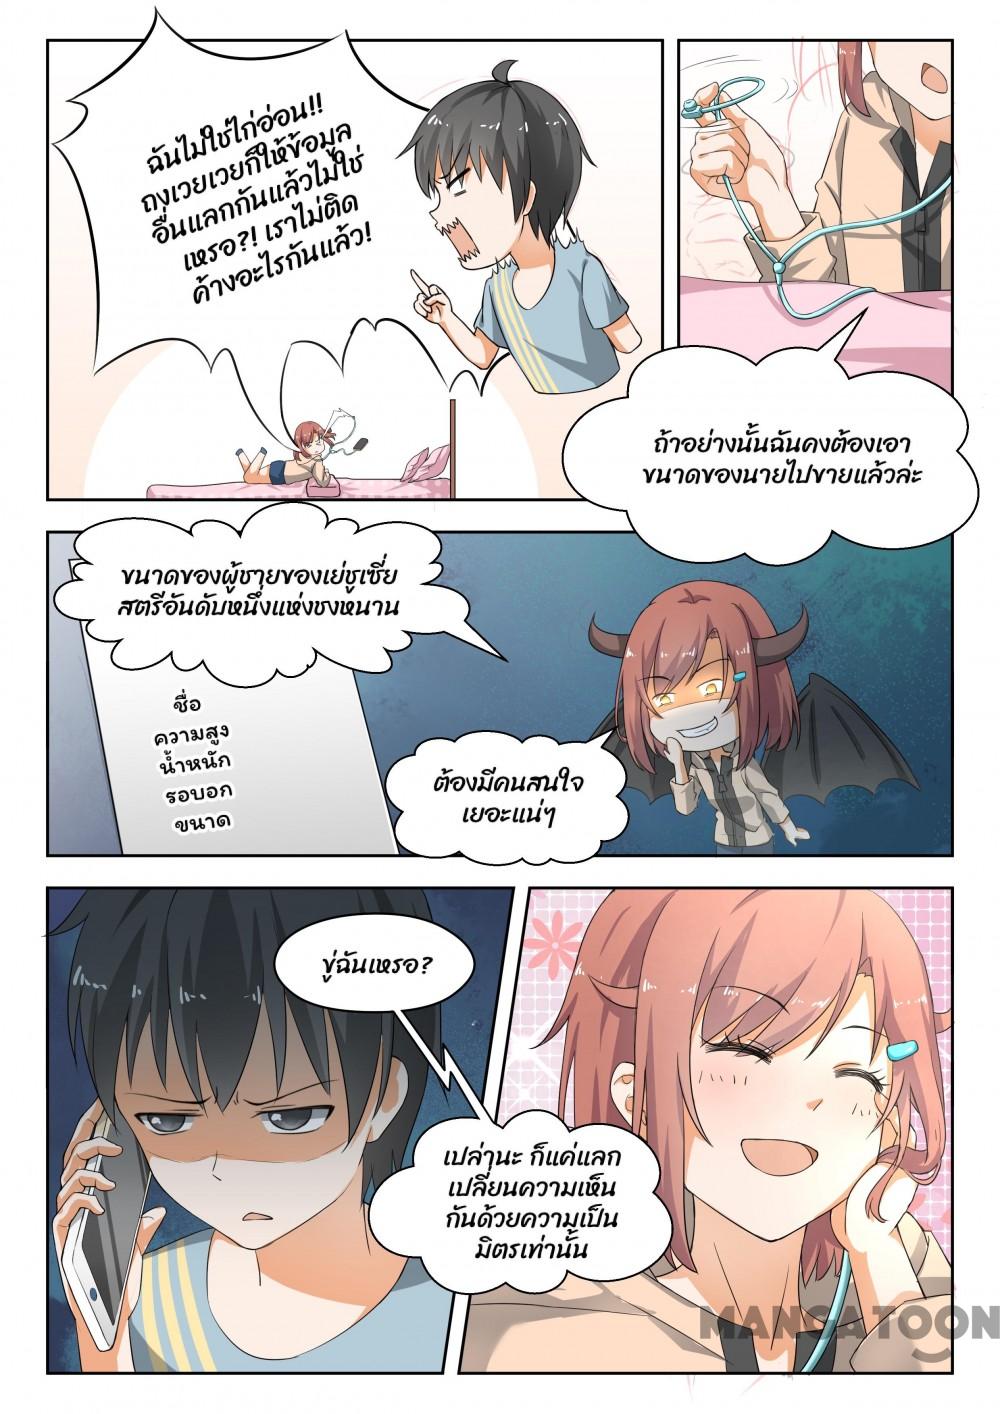 ฉันไม่ใช่ไก่อ่อน!!
ถงเวยเวยก็ให้ข้อมูล
อื่นแลกกันแล้วไม่ใช่
เหรอ?! เราไม่ติด
ค้างอะไรกันแล้ว!
ถ้าอย่างนั้นฉันคงต้องเอา
ขนาดของนายไปขายแล้วล่ะ
ขนาดของผู้ชายของเย่ชูเซี่ย
สตรีอันดับหนึ่งแห่งชงหนาน
ชื่อ
ความสูง
น้ำหนัก
รอบอก
ขนาด
ต้องมีคนสนใจ
เยอะแน่ๆ
ขู่ฉันเหรอ?
เปล่านะ ก็แค่แลก
เปลี่ยนความเห็น
กันด้วยความเป็น
มิตรเท่านั้น
MANGATOON